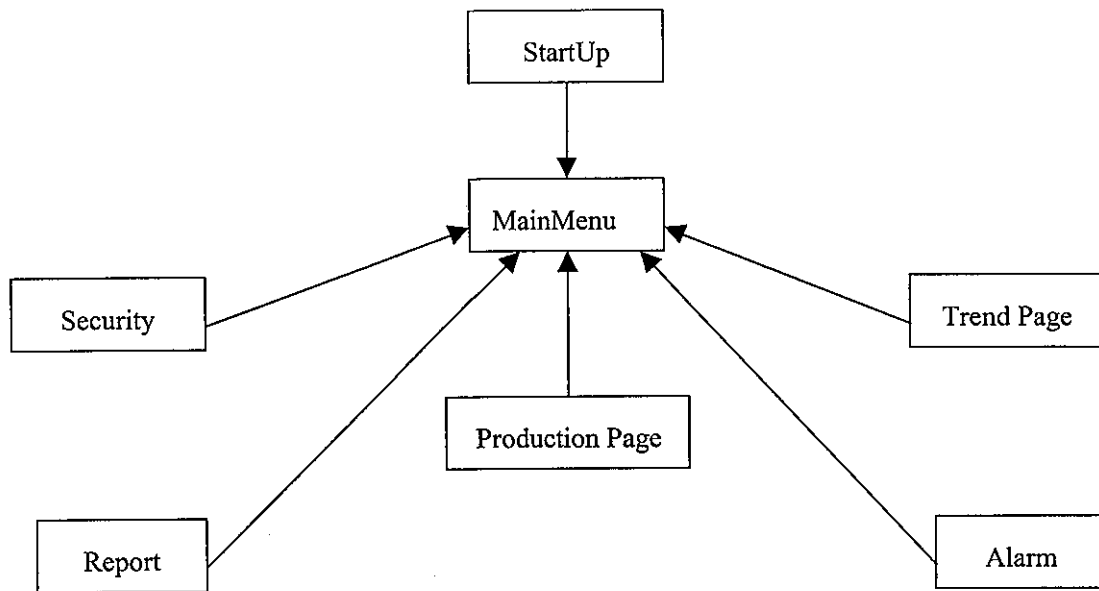 StartUp
MainMenu
Security
Trend Page
Production Page
Report
Alarm